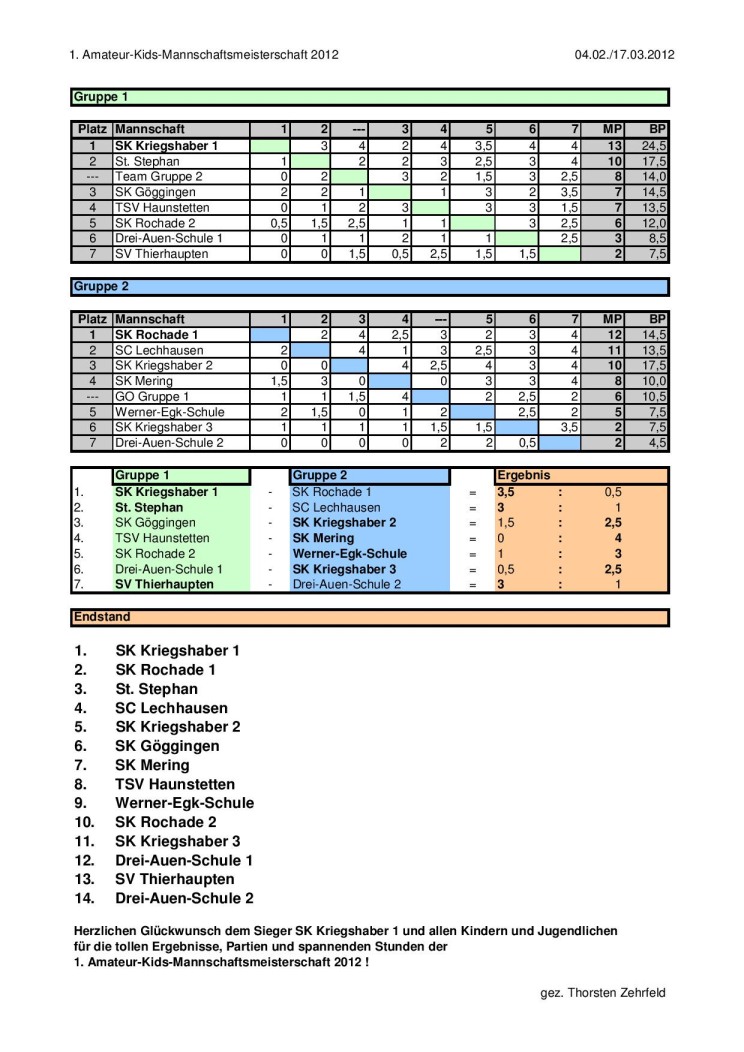 1. Amateur-Kids-Mannschaftsmeisterschaft 2012 04.02./17.03.2012
Gruppe 1
Platz Mannschaft 1 2 --- 3 4 5 6 7 MP BP
1 SK Kriegshaber 1 3 4 2 4 3,5 4 4 13 24,5
2 St. Stephan 1 2 2 3 2,5 3 4 10 17,5
--- Team Gruppe 2 0 2 3 2 1,5 3 2,5 8 14,0
3 SK Göggingen 2 2 1 1 3 2 3,5 7 14,5
4 TSV Haunstetten 0 1 2 3 3 3 1,5 7 13,5
5 SK Rochade 2 0,5 1,5 2,5 1 1 3 2,5 6 12,0
6 Drei-Auen-Schule 1 0 1 1 2 1 1 2,5 3 8,5
7 SV Thierhaupten 0 0 1,5 0,5 2,5 1,5 1,5 2 7,5
Gruppe 2
Platz Mannschaft 1 2 3 4 --- 5 6 7 MP BP
1 SK Rochade 1 2 4 2,5 3 2 3 4 12 14,5
2 SC Lechhausen 2 4 1 3 2,5 3 4 11 13,5
3 SK Kriegshaber 2 0 0 4 2,5 4 3 4 10 17,5
4 SK Mering 1,5 3 0 0 3 3 4 8 10,0
--- GO Gruppe 1 1 1 1,5 4 2 2,5 2 6 10,5
5 Werner-Egk-Schule 2 1,5 0 1 2 2,5 2 5 7,5
6 SK Kriegshaber 3 1 1 1 1 1,5 1,5 3,5 2 7,5
7 Drei-Auen-Schule 2 0 0 0 0 2 2 0,5 2 4,5
Gruppe 1 Gruppe 2 Ergebnis
1. SK Kriegshaber 1 - SK Rochade 1 = 3,5 : 0,5
2. St. Stephan - SC Lechhausen = 3 : 1
3. SK Göggingen - SK Kriegshaber 2 = 1,5 : 2,5
4. TSV Haunstetten - SK Mering = 0 : 4
5. SK Rochade 2 - Werner-Egk-Schule = 1 : 3
6. Drei-Auen-Schule 1 - SK Kriegshaber 3 = 0,5 : 2,5
7. SV Thierhaupten - Drei-Auen-Schule 2 = 3 : 1
Endstand
1. SK Kriegshaber 1
2. SK Rochade 1
3. St. Stephan
4. SC Lechhausen
5. SK Kriegshaber 2
6. SK Göggingen
7. SK Mering
8. TSV Haunstetten
9. Werner-Egk-Schule
10. SK Rochade 2
11. SK Kriegshaber 3
12. Drei-Auen-Schule 1
13. SV Thierhaupten
14. Drei-Auen-Schule 2
Herzlichen Glückwunsch dem Sieger SK Kriegshaber 1 und allen Kindern und Jugendlichen
für die tollen Ergebnisse, Partien und spannenden Stunden der
1. Amateur-Kids-Mannschaftsmeisterschaft 2012 !
gez. Thorsten Zehrfeld